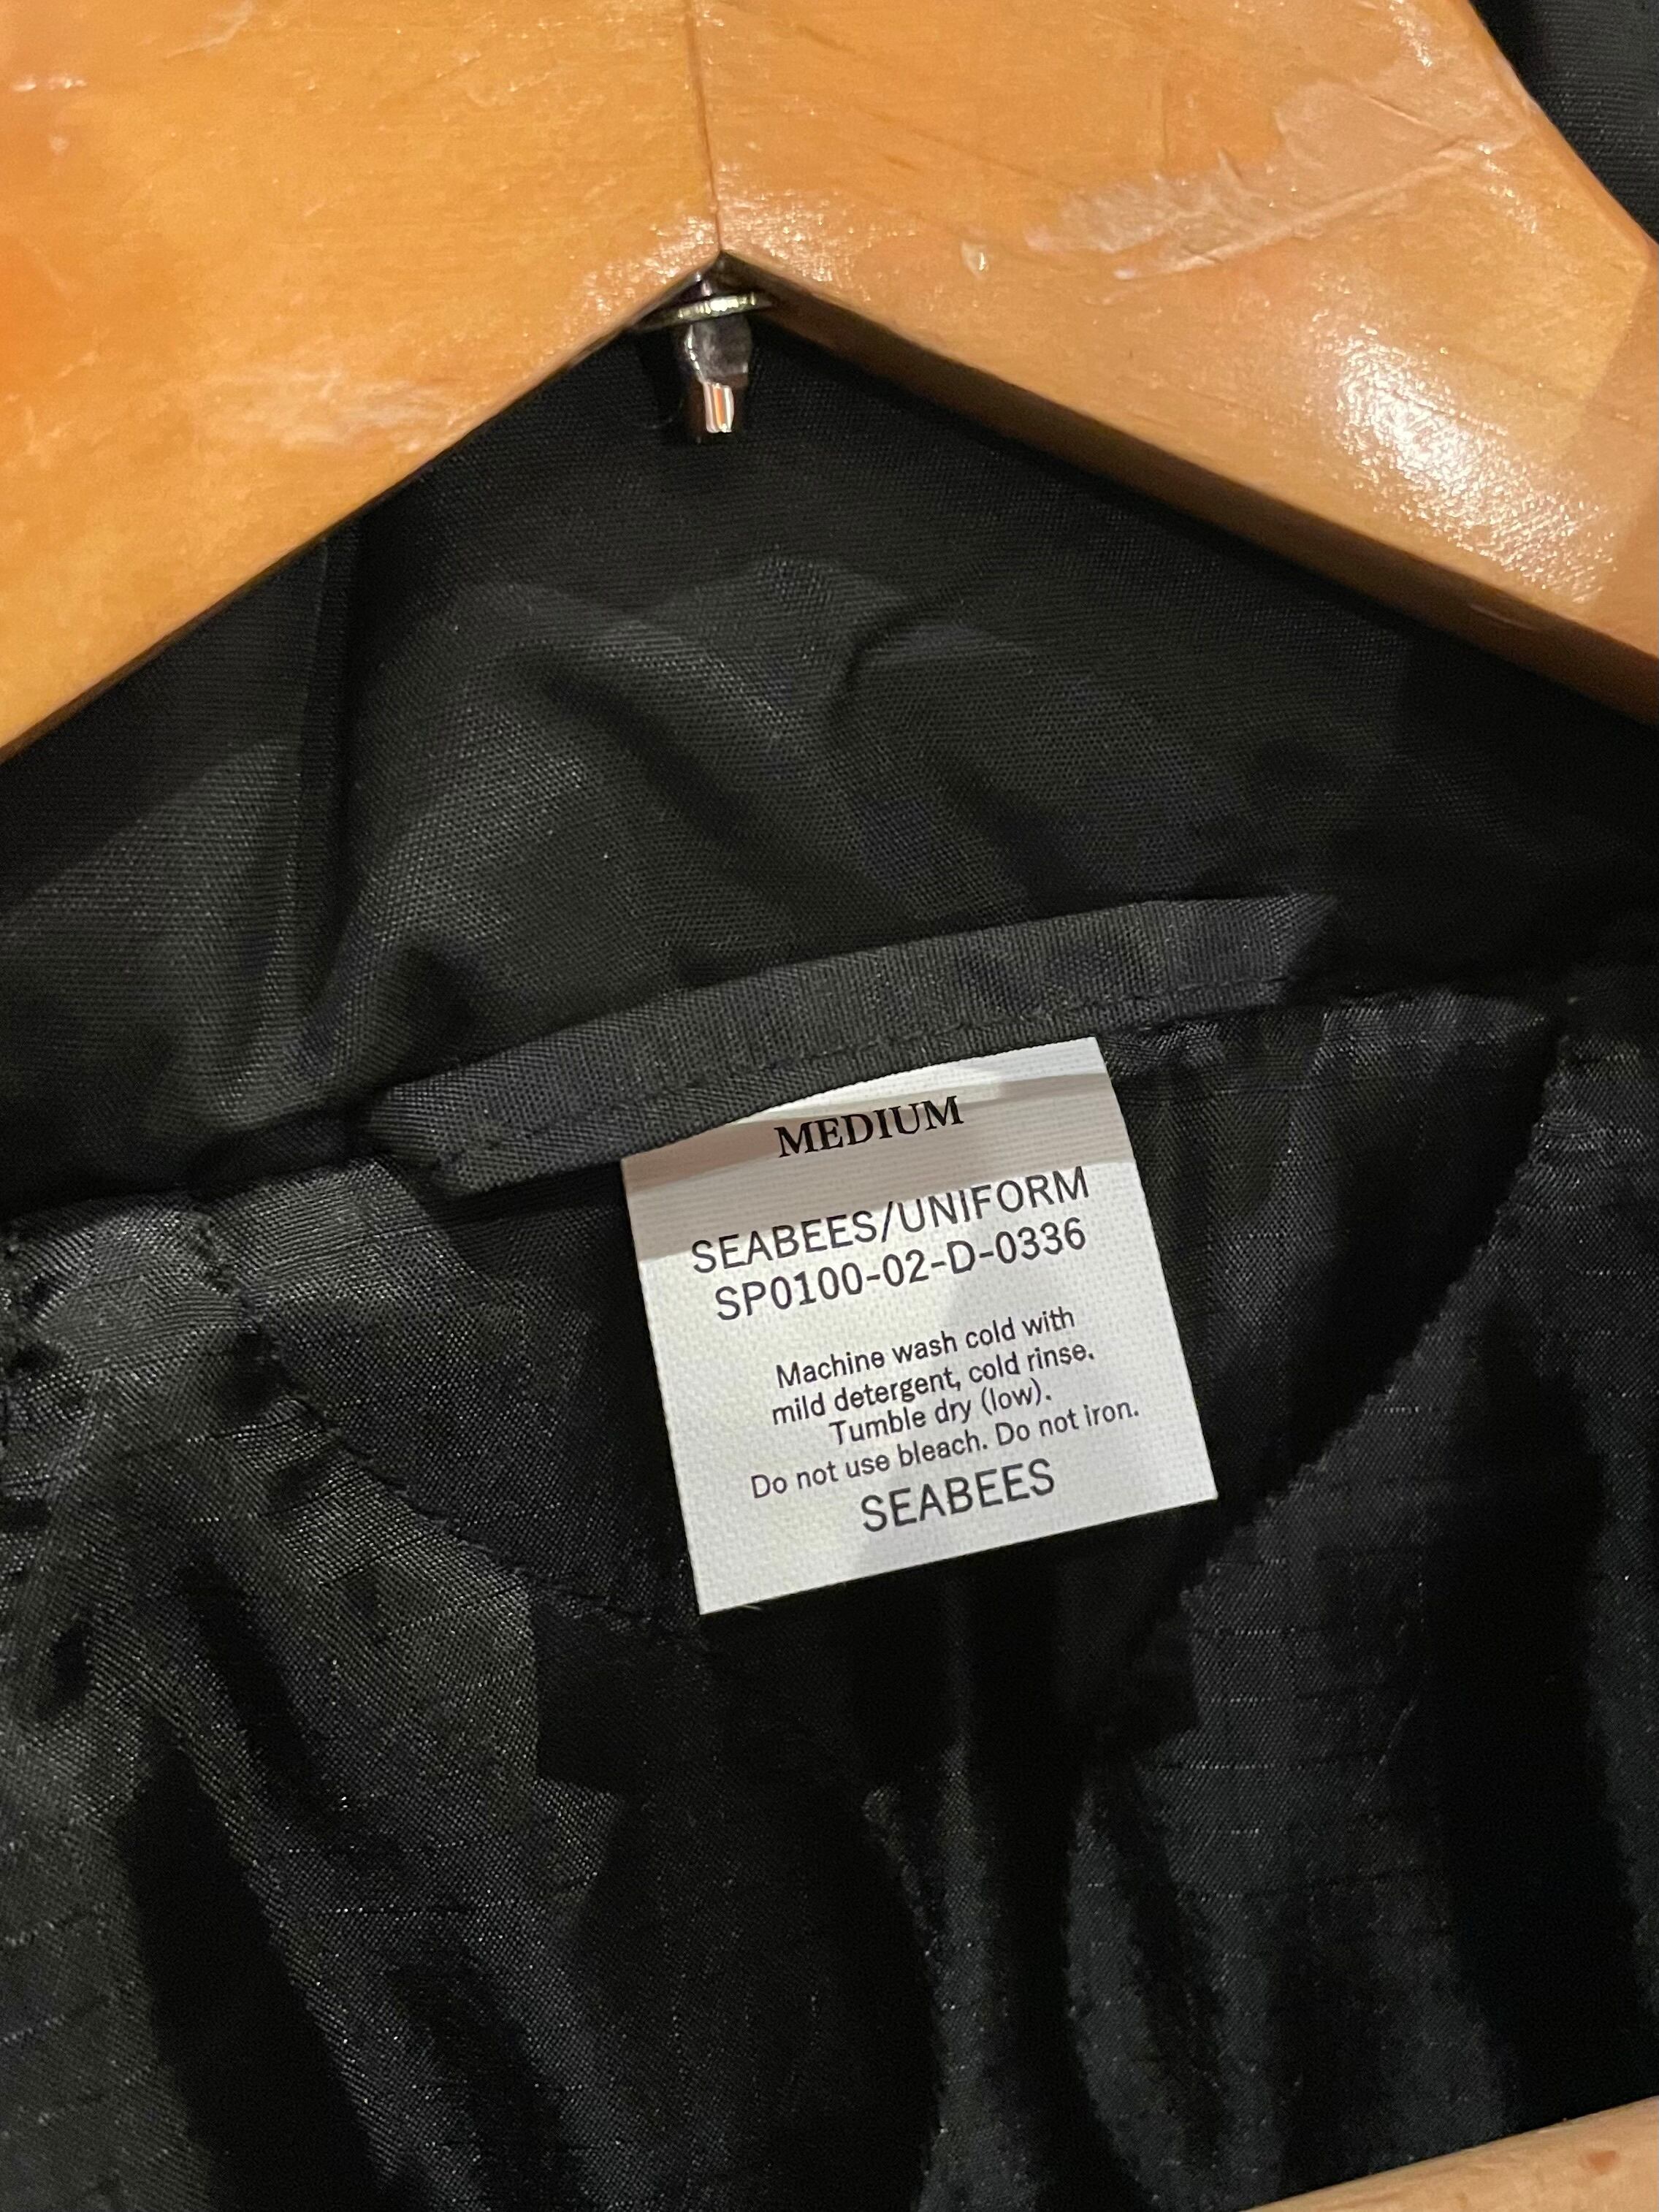 MEDIUM
SEABEES/UNIFORM
SP0100-02-D-0336
Machine wash cold with
mild detergent, cold rinse.
Tumble dry (low).
Do not use bleach. Do not iron.
SEABEES